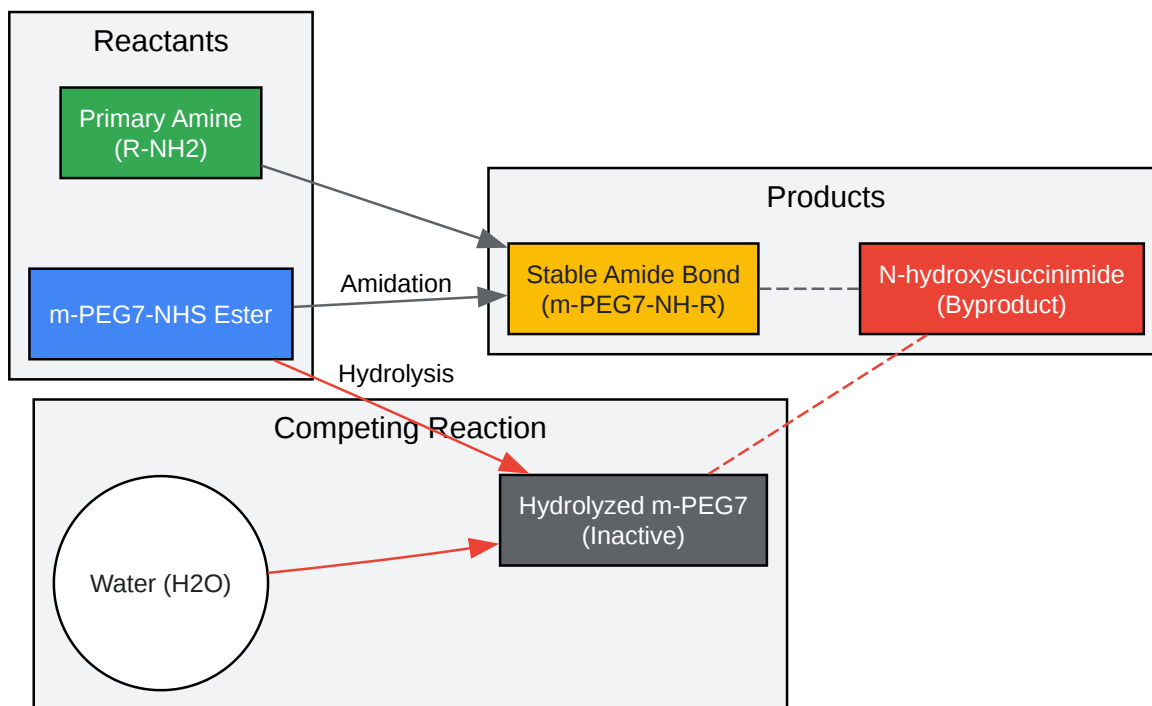 Reactants
Primary Amine
(R-NH2)
m-PEG7-NHS Ester
Amidation
Hydrolysis
Products
Stable Amide Bond
(m-PEG7-NH-R)
N-hydroxysuccinimide
(Byproduct)
Competing Reaction
Water (H2O)
Hydrolyzed m-PEG7
(Inactive)